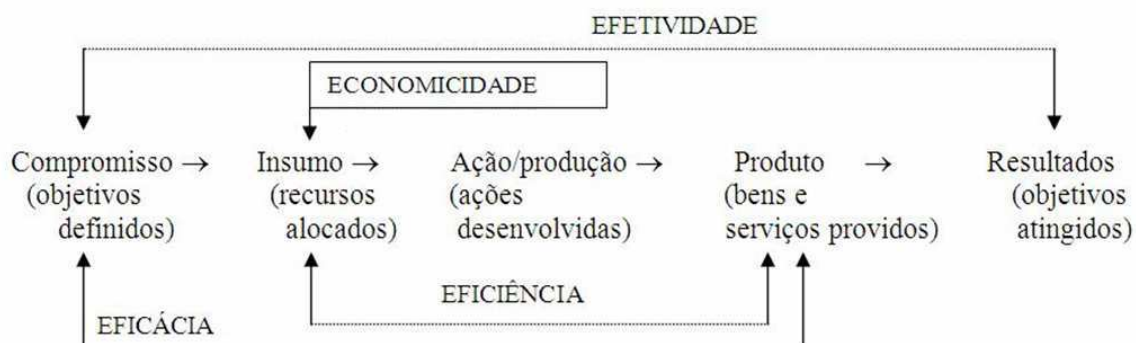 EFETIVIDADE
ECONOMICIDADE
Compromisso → Insumo → Ação/produção → Produto → Resultados
(objetivos (recursos (ações (bens e (objetivos
definidos) alocados) desenvolvidas) serviços providos) atingidos)
EFICIÊNCIA
EFICÁCIA